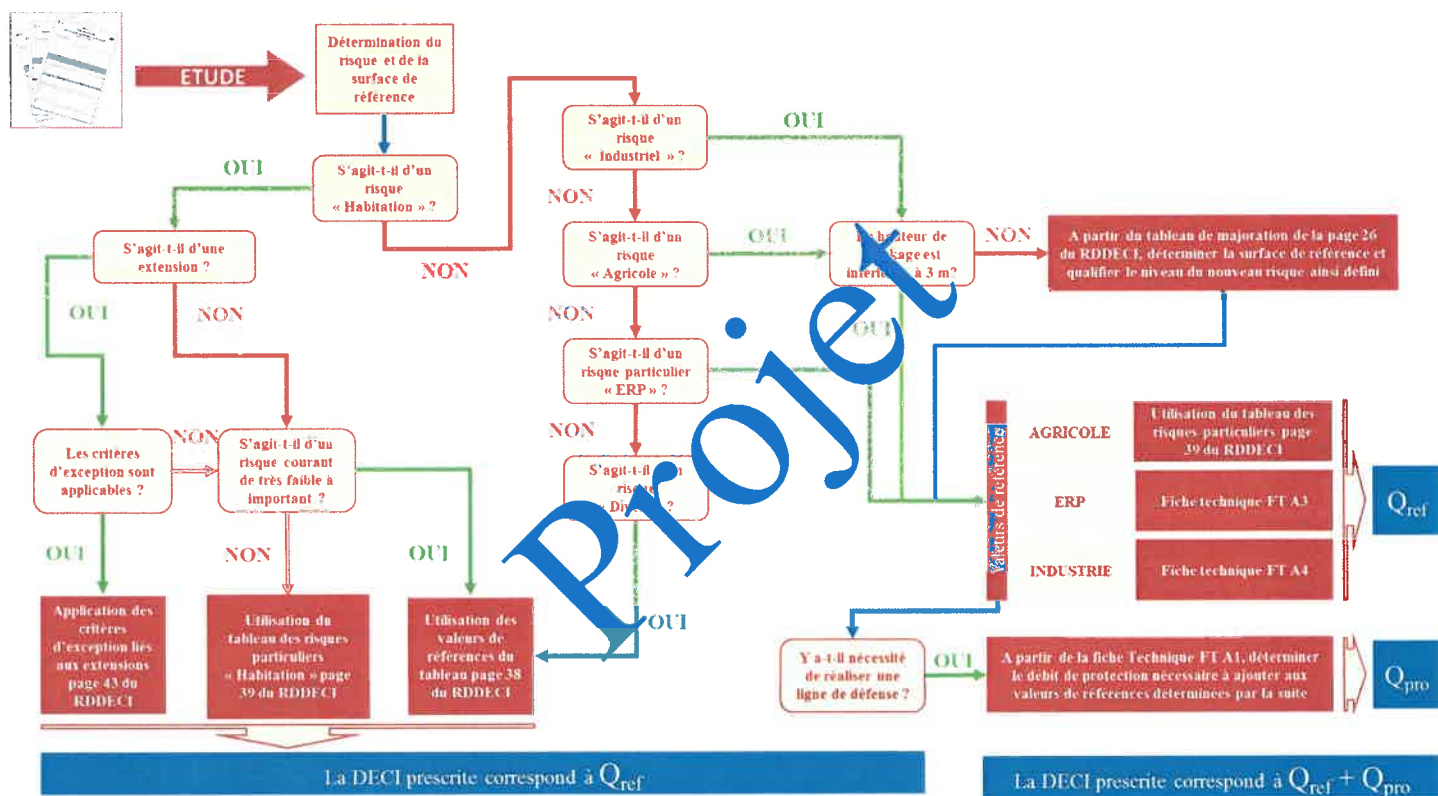 ETUDE
Détermination du
risque et de la
surface de
référence
S'agit-t-il d'un
risque
« Habitation » ?
OUI
NON
S'agit-t-il d'une
extension ?
OUI
NON
Les critères
d'exception sont
applicables ?
NON
S'agit-t-il d'un
risque courant
de très faible à
important ?
OUI
NON
OUI
Application des
critères
d'exception liés
aux extensions
page 43 du
RDDECI
Utilisation du
tableau des risques
particuliers
« Habitation » page
39 du RDDECI
Utilisation des
valeurs de
références du
tableau page 38
du RDDECI
S'agit-t-il d'un
risque
« Industriel » ?
OUI
NON
S'agit-t-il d'un
risque
« Agricole » ?
OUI
NON
S'agit-t-il d'un
risque particulier
« ERP » ?
NON
S'agit-t-il
risque
OUI
hauteur de
est
à 3 m?
NON
OUI
A partir du tableau de majoration de la page 26
du RDDECI, déterminer la surface de référence et
qualifier le niveau du nouveau risque ainsi défini
Projet
Valeurs de référence
AGRICOLE
Utilisation du tableau des
risques particuliers page
39 du RDDECI
ERP
Fiche technique FT A3
INDUSTRIE
Fiche technique FT A4
Qref
Y a-t-il nécessité
de réaliser une
ligne de défense ?
OUI
A partir de la fiche Technique FT A1, déterminer
le débit de protection nécessaire à ajouter aux
valeurs de références déterminées par la suite
Qpro
La DECI prescrite correspond à Qref
La DECI prescrite correspond à Qref + Qpro